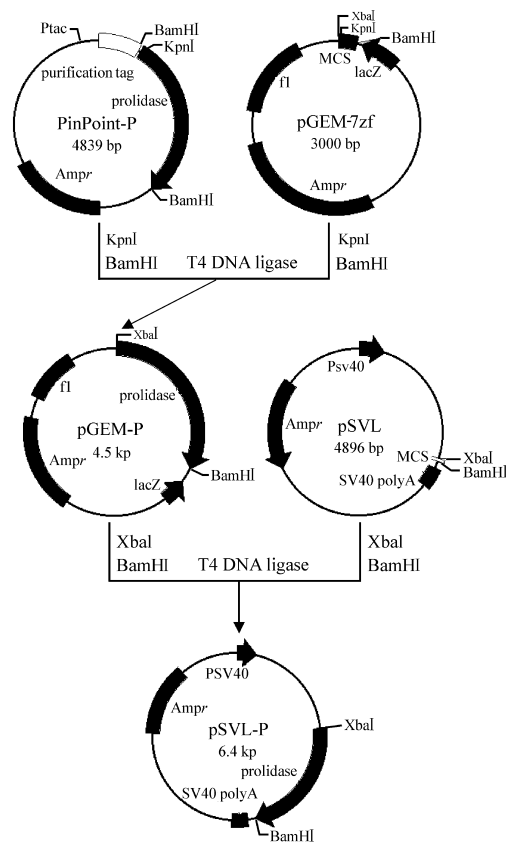 Ptac
BamHI
KpnI
purification tag
prolidase
PinPoint-P
4839 bp
Ampr
BamHI
XbaI
KpnI
BamHI
MCS
lacZ
fI
pGEM-7zf
3000 bp
Ampr
KpnI
BamHI
T4 DNA ligase
KpnI
BamHI
XbaI
fI
prolidase
pGEM-P
4.5 kp
Ampr
lacZ
BamHI
Psv40
Ampr
pSVL
4896 bp
MCS
XbaI
BamHI
SV40 polyA
XbaI
BamHI
T4 DNA ligase
XbaI
BamHI
PSV40
Ampr
XbaI
pSVL-P
6.4 kp
prolidase
SV40 polyA
BamHI